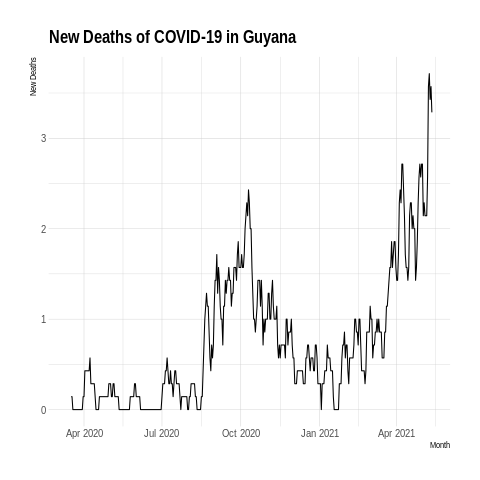 New Deaths of COVID-19 in Guyana
New Deaths
3
2
1
0
Apr 2020 Jul 2020 Oct 2020 Jan 2021 Apr 2021
Month